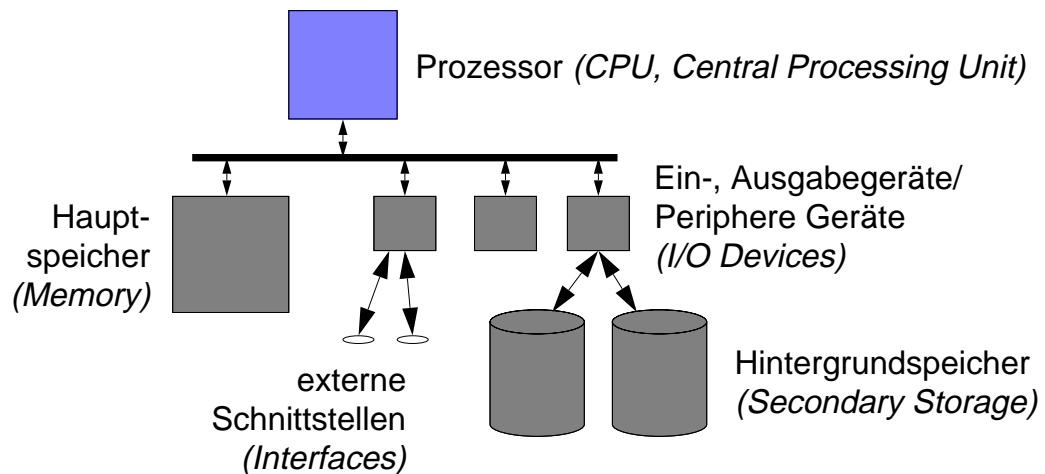 Prozessor (CPU, Central Processing Unit)
Haupt-
speicher
(Memory)
Ein-, Ausgabegeräte/
Periphere Geräte
(I/O Devices)
externe
Schnittstellen
(Interfaces)
Hintergrundspeicher
(Secondary Storage)